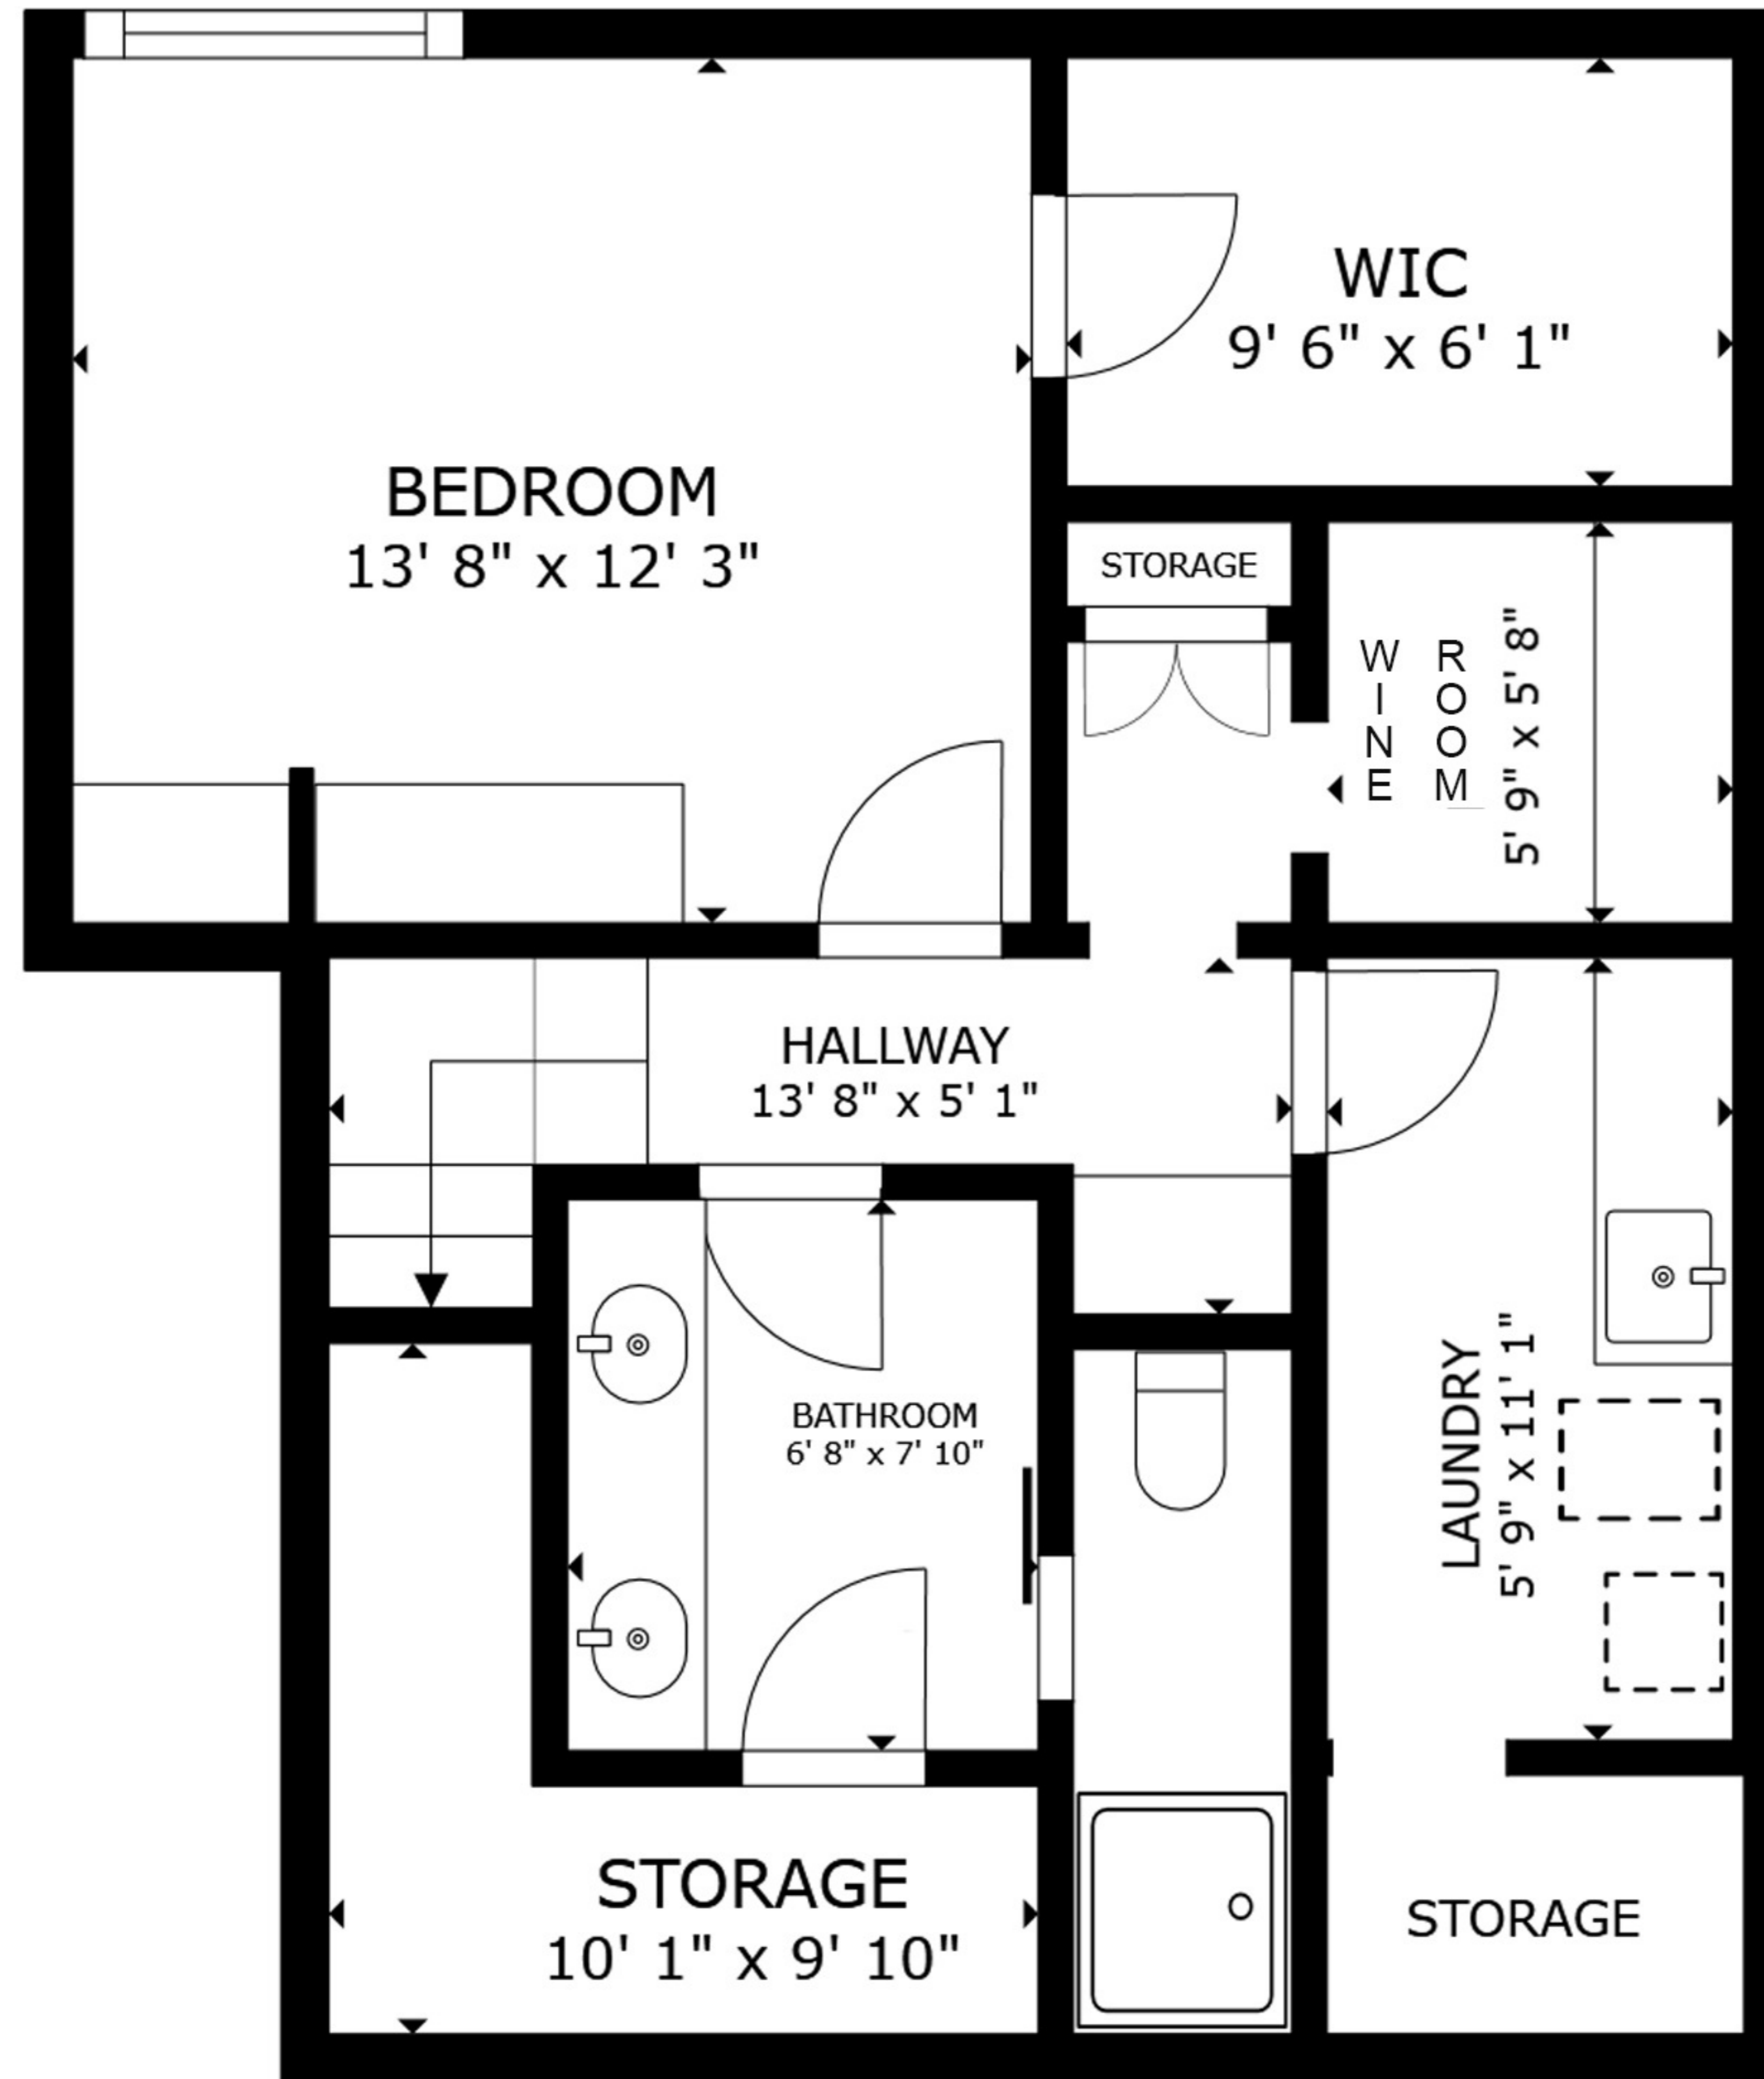 WIC
9' 6" x 6' 1"
BEDROOM
13' 8" x 12' 3"
STORAGE
WINE
ROOM
5' 9" x 5' 8"
HALLWAY
13' 8" x 5' 1"
BATHROOM
6' 8" x 7' 10"
LAUNDRY
5' 9" x 11' 1"
STORAGE
10' 1" x 9' 10"
STORAGE